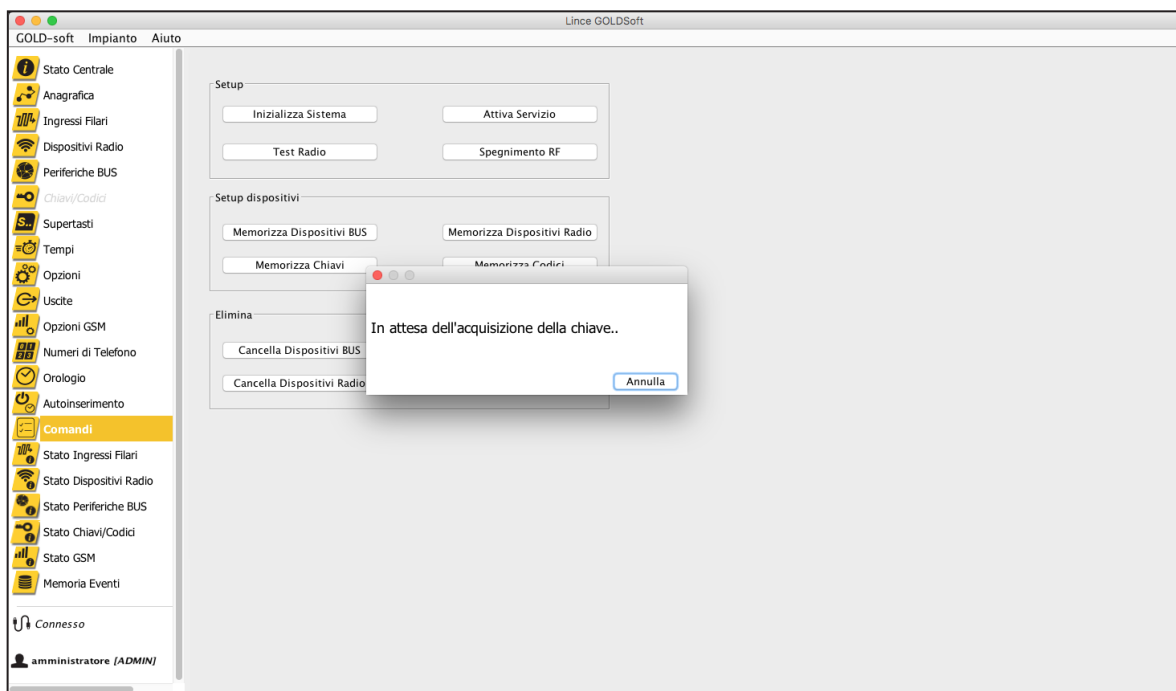 Lince GOLDSoft
GOLD-soft Impianto Aiuto
Stato Centrale
Anagrafica
Ingressi Filari
Dispositivi Radio
Periferiche BUS
Chiavi/Codici
Supertasti
Tempi
Opzioni
Uscite
Opzioni GSM
Numeri di Telefono
Orologio
Autoinserimento
Comandi
Stato Ingressi Filari
Stato Dispositivi Radio
Stato Periferiche BUS
Stato Chiavi/Codici
Stato GSM
Memoria Eventi
Connesso
amministratore [ADMIN]
Setup
Inizializza Sistema Attiva Servizio
Test Radio Spegnimento RF
Setup dispositivi
Memorizza Dispositivi BUS Memorizza Dispositivi Radio
Memorizza Chiavi Memorizza Codici
Elimina
Cancella Dispositivi BUS
Cancella Dispositivi Radio
In attesa dell'acquisizione della chiave..
Annulla